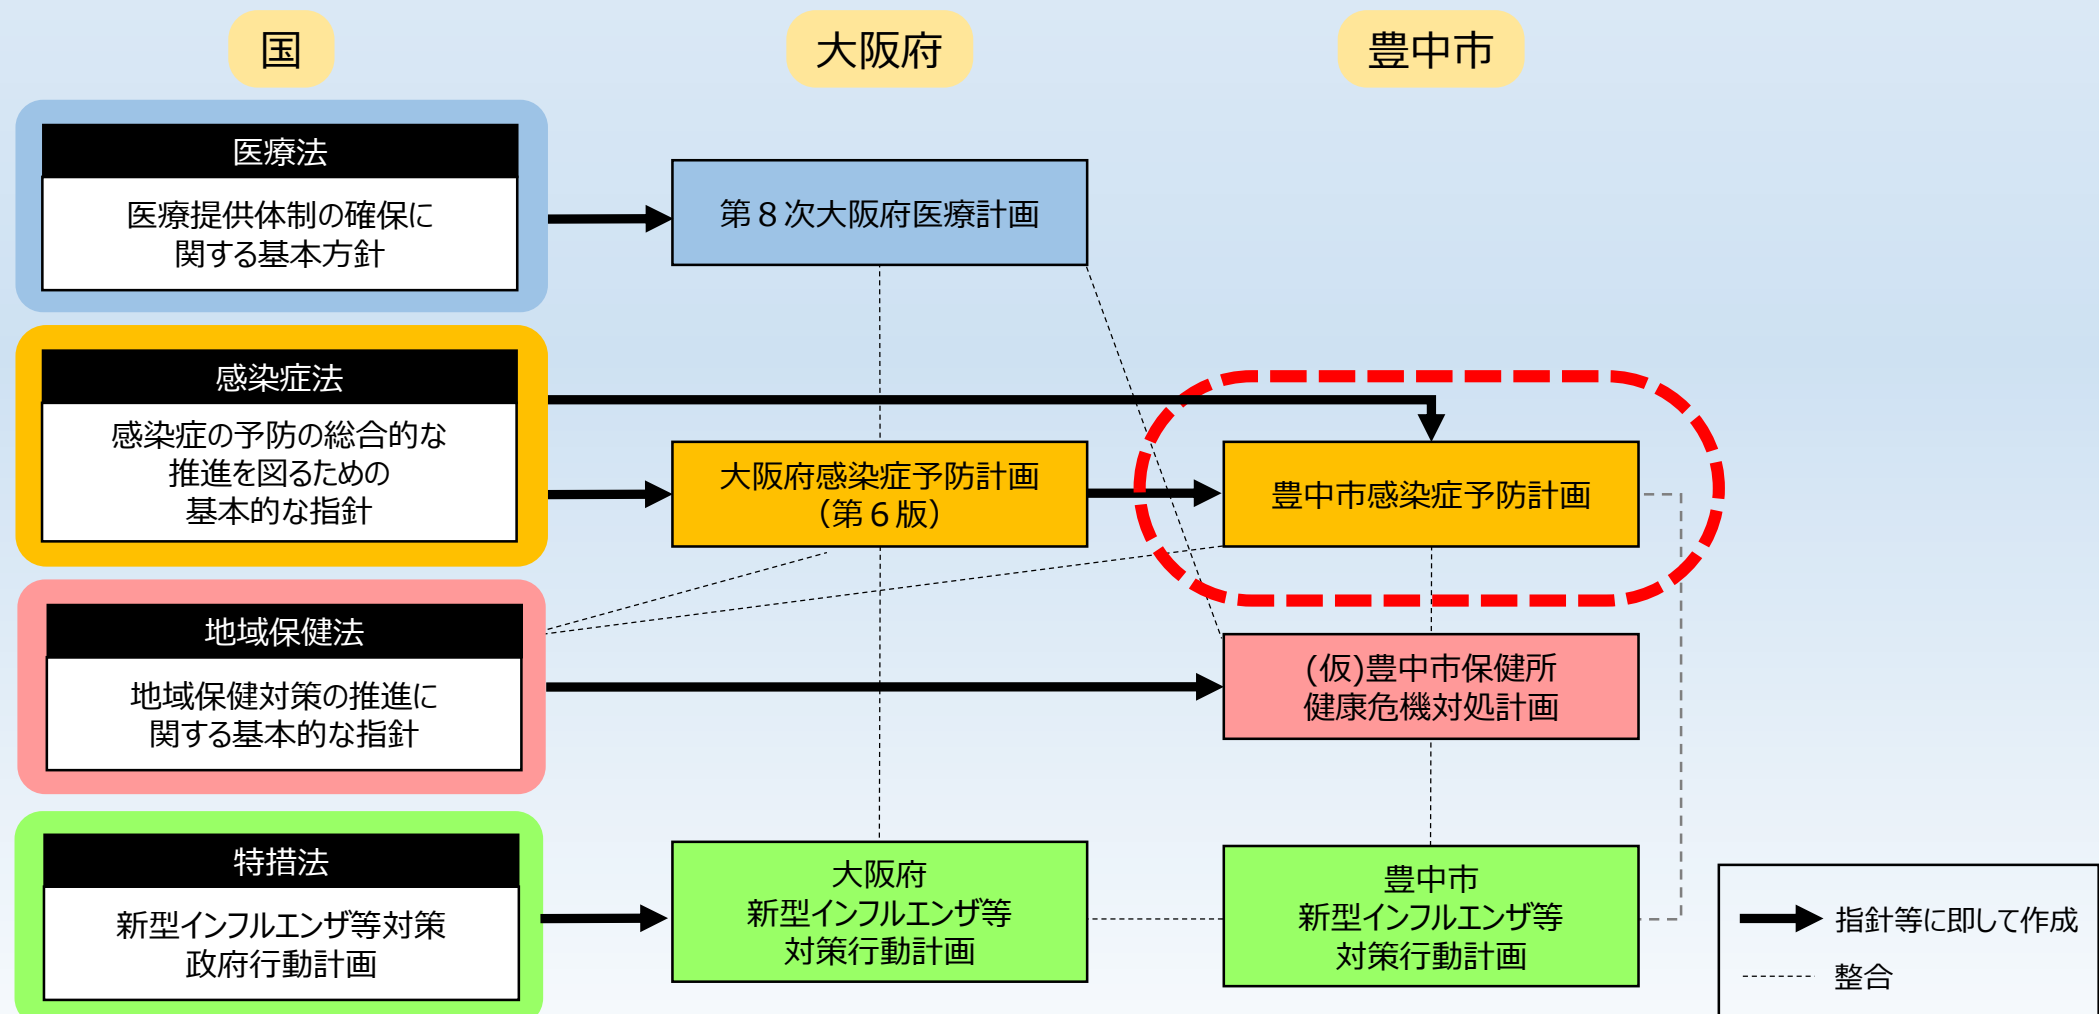 国
大阪府
豊中市
医療法
医療提供体制の確保に
関する基本方針
第８次大阪府医療計画
感染症法
感染症の予防の総合的な
推進を図るための
基本的な指針
大阪府感染症予防計画
（第６版）
豊中市感染症予防計画
地域保健法
地域保健対策の推進に
関する基本的な指針
(仮)豊中市保健所
健康危機対処計画
特措法
新型インフルエンザ等対策
政府行動計画
大阪府
新型インフルエンザ等
対策行動計画
豊中市
新型インフルエンザ等
対策行動計画
指針等に即して作成
整合